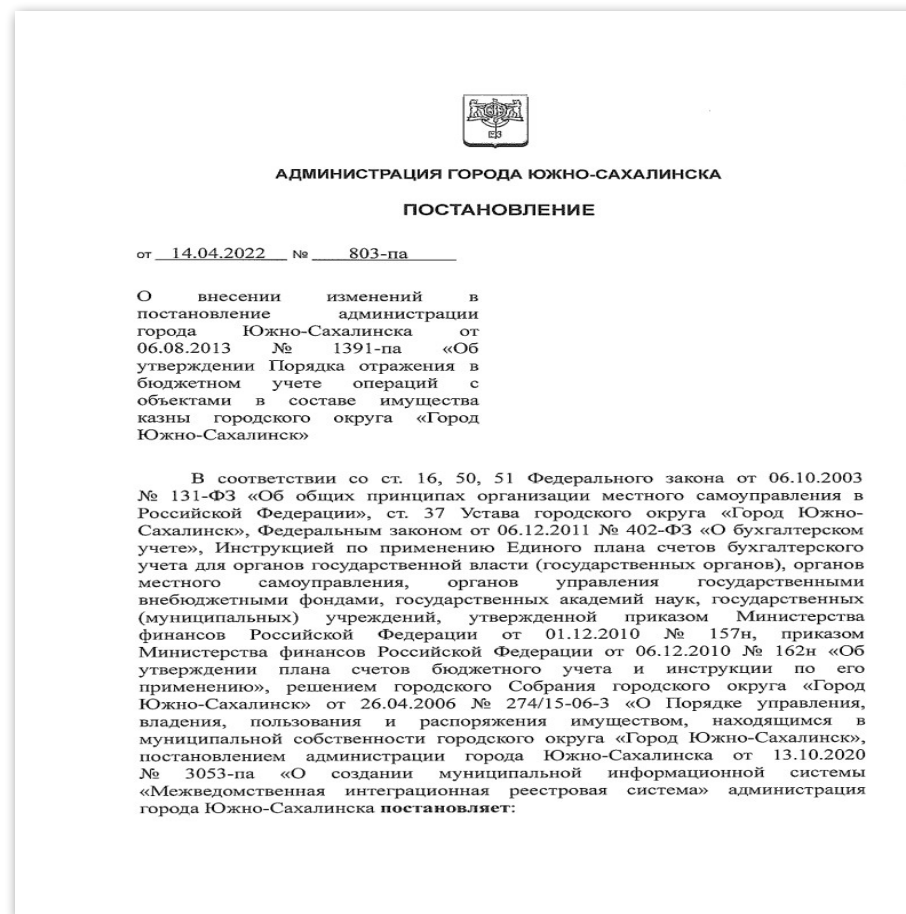 АДМИНИСТРАЦИЯ ГОРОДА ЮЖНО-САХАЛИНСКА
ПОСТАНОВЛЕНИЕ
от 14.04.2022 № 803-па
О внесении изменений в
постановление администрации
города Южно-Сахалинска от
06.08.2013 № 1391-па «Об
утверждении Порядка отражения в
бюджетном учете операций с
объектами в составе имущества
казны городского округа «Город
Южно-Сахалинск»
В соответствии со ст. 16, 50, 51 Федерального закона от 06.10.2003
№ 131-ФЗ «Об общих принципах организации местного самоуправления в
Российской Федерации», ст. 37 Устава городского округа «Город Южно-
Сахалинск», Федеральным законом от 06.12.2011 № 402-ФЗ «О бухгалтерском
учете», Инструкцией по применению Единого плана счетов бухгалтерского
учета для органов государственной власти (государственных органов), органов
местного самоуправления, органов управления государственными
внебюджетными фондами, государственных академий наук, государственных
(муниципальных) учреждений, утвержденной приказом Министерства
финансов Российской Федерации от 01.12.2010 № 157н, приказом
Министерства финансов Российской Федерации от 06.12.2010 № 162н «Об
утверждении плана счетов бюджетного учета и инструкции по его
применению», решением городского Собрания городского округа «Город
Южно-Сахалинск» от 26.04.2006 № 274/15-06-3 «О Порядке управления,
владения, пользования и распоряжения имуществом, находящимся в
муниципальной собственности городского округа «Город Южно-Сахалинск»,
постановлением администрации города Южно-Сахалинска от 13.10.2020
№ 3053-па «О создании муниципальной информационной системы
«Межведомственная интеграционная реестровая система» администрация
города Южно-Сахалинска постановляет: